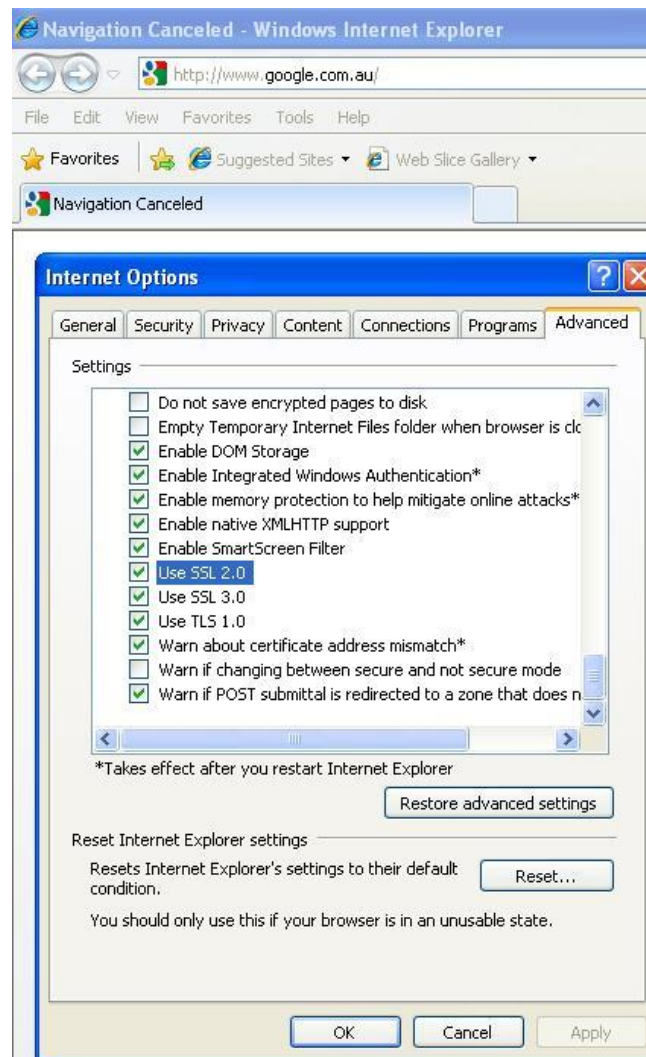 Navigation Canceled - Windows Internet Explorer
http://www.google.com.au/
File Edit View Favorites Tools Help
Favorites Suggested Sites Web Slice Gallery
Navigation Canceled
Internet Options
General Security Privacy Content Connections Programs Advanced
Settings
Do not save encrypted pages to disk
Empty Temporary Internet Files folder when browser is clo
Enable DOM Storage
Enable Integrated Windows Authentication*
Enable memory protection to help mitigate online attacks*
Enable native XMLHTTP support
Enable SmartScreen Filter
Use SSL 2.0
Use SSL 3.0
Use TLS 1.0
Warn about certificate address mismatch*
Warn if changing between secure and not secure mode
Warn if POST submittal is redirected to a zone that does n
*Takes effect after you restart Internet Explorer
Restore advanced settings
Reset Internet Explorer settings
Resets Internet Explorer's settings to their default
condition.
Reset...
You should only use this if your browser is in an unusable state.
OK Cancel Apply